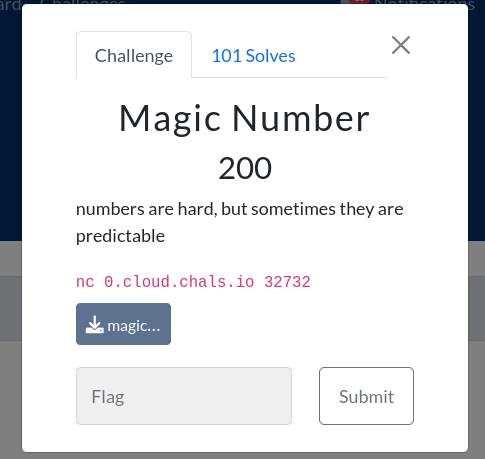 Challenges
Notifications
Challenge
101 Solves
Magic Number
200
numbers are hard, but sometimes they are
predictable
nc 0.cloud.chals.io 32732
magic...
Flag
Submit